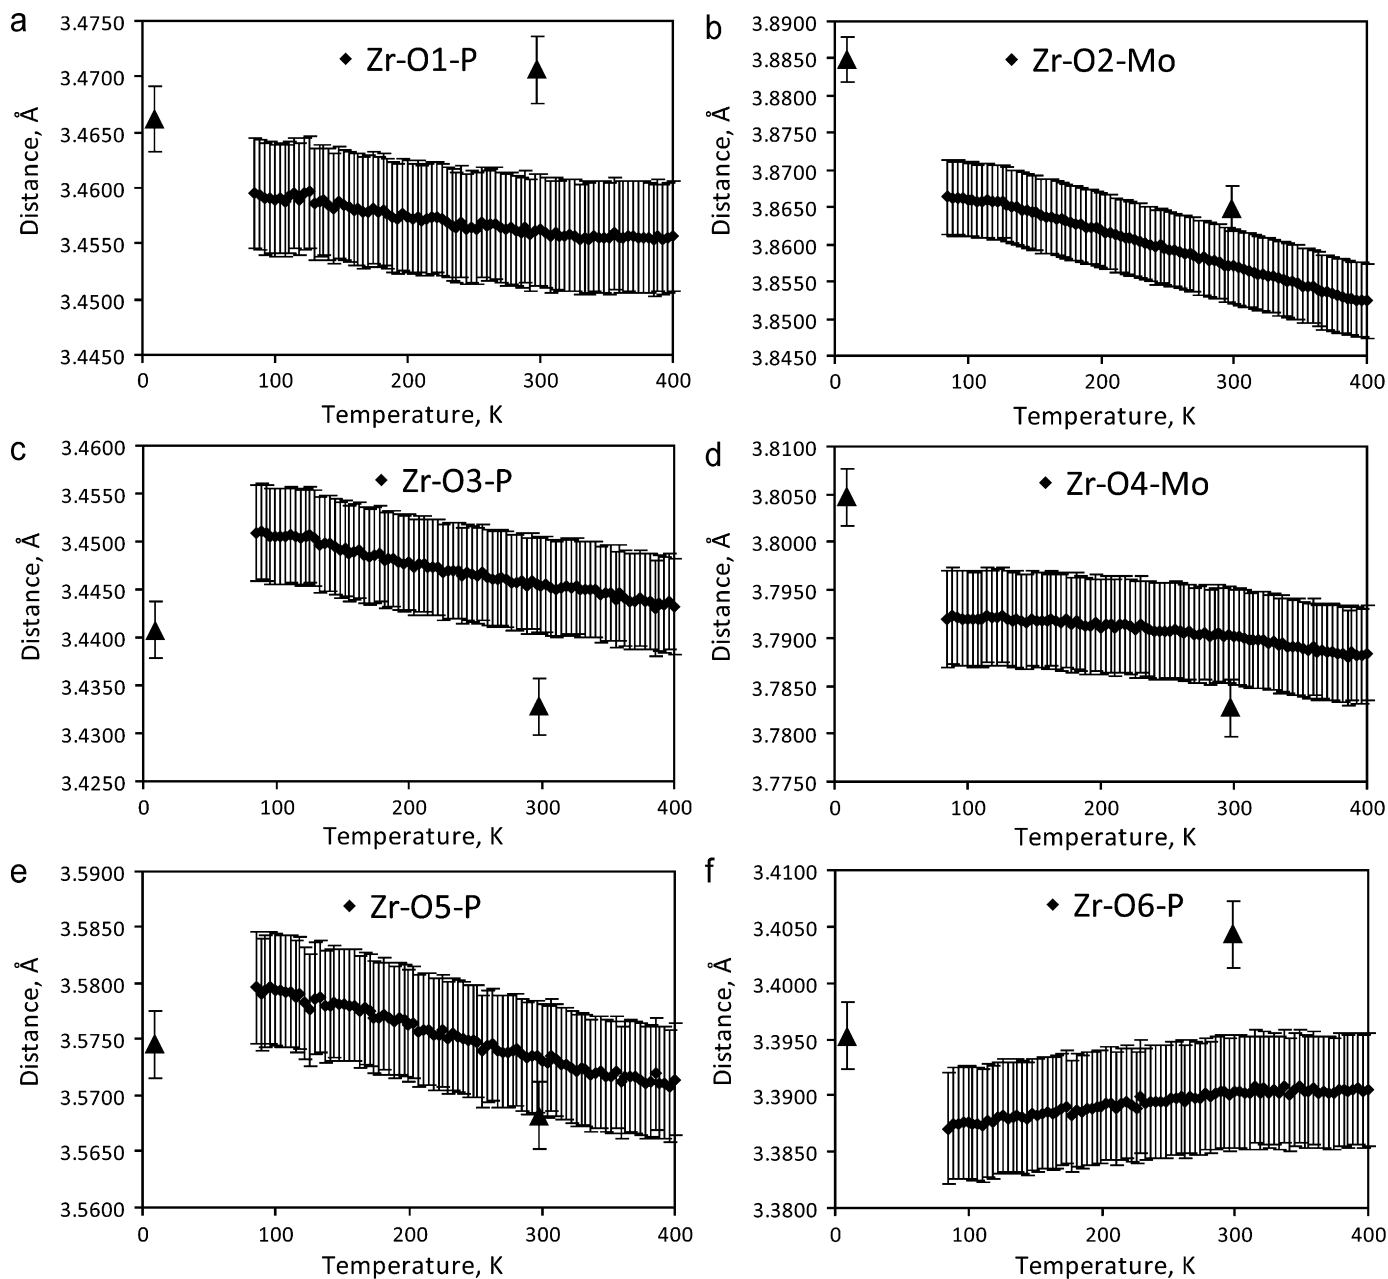 a
3.4750
3.4700
3.4650
3.4600
3.4550
3.4500
3.4450
Distance, Å
Zr-O1-P
0 100 200 300 400
Temperature, K
b
3.8900
3.8850
3.8800
3.8750
3.8700
3.8650
3.8600
3.8550
3.8500
3.8450
Distance, Å
Zr-O2-Mo
0 100 200 300 400
Temperature, K
c
3.4600
3.4550
3.4500
3.4450
3.4400
3.4350
3.4300
3.4250
Distance, Å
Zr-O3-P
0 100 200 300 400
Temperature, K
d
3.8100
3.8050
3.8000
3.7950
3.7900
3.7850
3.7800
3.7750
Distance, Å
Zr-O4-Mo
0 100 200 300 400
Temperature, K
e
3.5900
3.5850
3.5800
3.5750
3.5700
3.5650
3.5600
Distance, Å
Zr-O5-P
0 100 200 300 400
Temperature, K
f
3.4100
3.4050
3.4000
3.3950
3.3900
3.3850
3.3800
Distance, Å
Zr-O6-P
0 100 200 300 400
Temperature, K